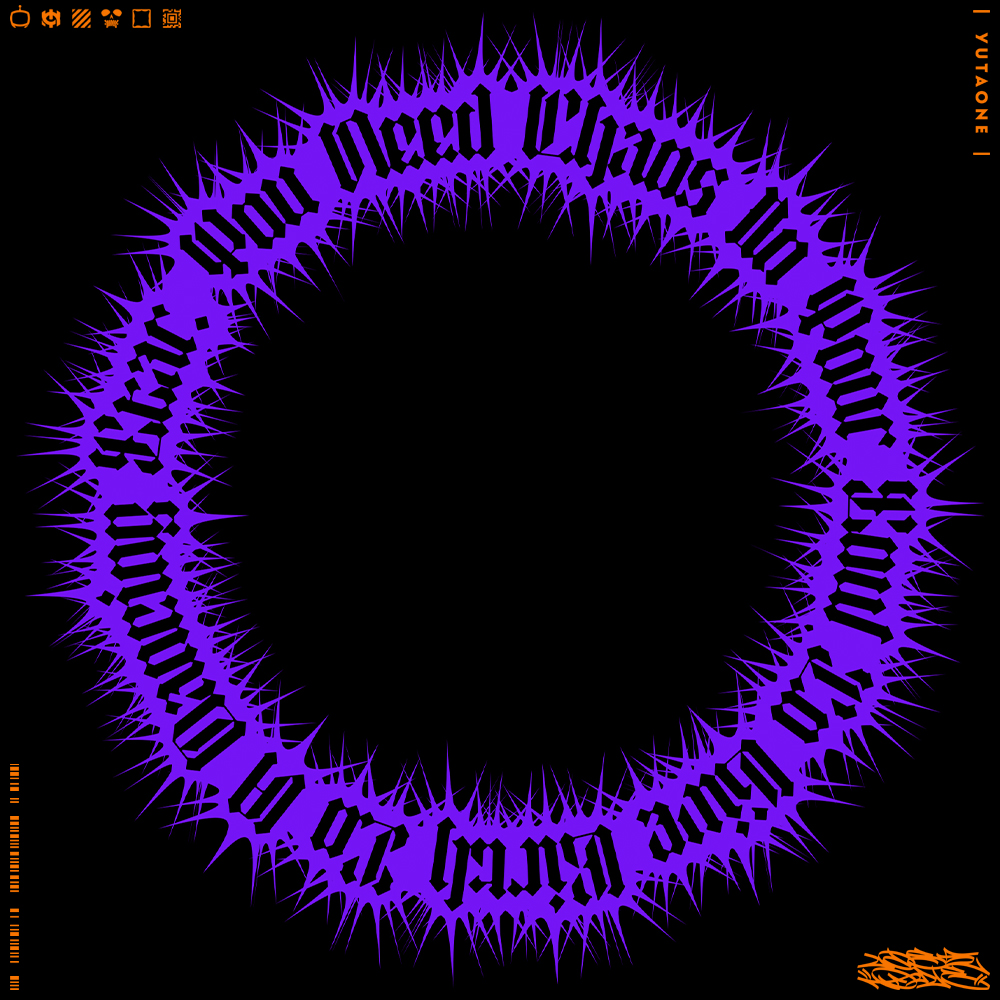 You Need Chaos In Your Soul To Give Birth To A Dancing Star.
| YUTAONE |